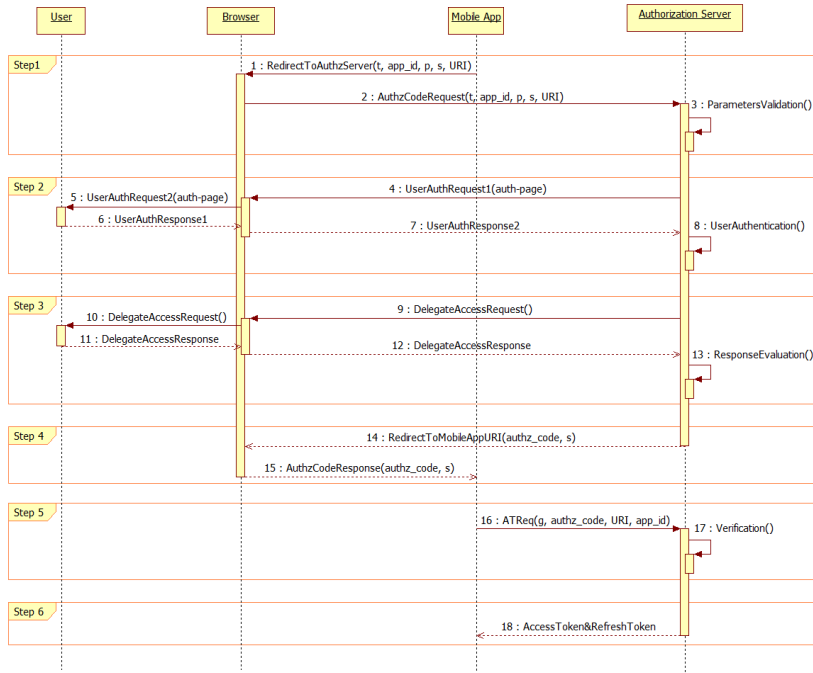 User
Browser
Mobile App
Authorization Server
Step1
1 : RedirectToAuthzServer(t, app_id, p, s, URI)
2 : AuthzCodeRequest(t, app_id, p, s, URI)
3 : ParametersValidation()
Step 2
4 : UserAuthRequest1(auth-page)
5 : UserAuthRequest2(auth-page)
6 : UserAuthResponse1
7 : UserAuthResponse2
8 : UserAuthentication()
Step 3
9 : DelegateAccessRequest()
10 : DelegateAccessRequest()
11 : DelegateAccessResponse
12 : DelegateAccessResponse
13 : ResponseEvaluation()
Step 4
14 : RedirectToMobileAppURI(authz_code, s)
15 : AuthzCodeResponse(authz_code, s)
Step 5
16 : ATReq(g, authz_code, URI, app_id)
17 : Verification()
Step 6
18 : AccessToken&RefreshToken